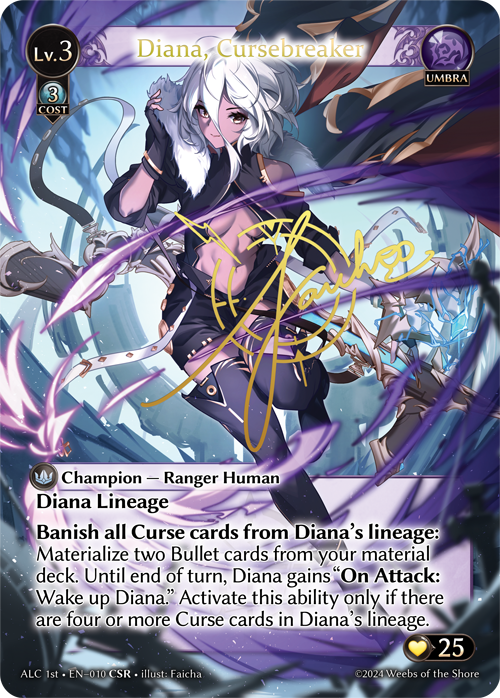 Lv.3
Diana, Cursebreaker
UMBRA
3
COST
Champion — Ranger Human
Diana Lineage
Banish all Curse cards from Diana's lineage:
Materialize two Bullet cards from your material
deck. Until end of turn, Diana gains “On Attack:
Wake up Diana.” Activate this ability only if there
are four or more Curse cards in Diana's lineage.
25
ALC 1st • EN-010 CSR • illust: Faicha
©2024 Weebs of the Shore